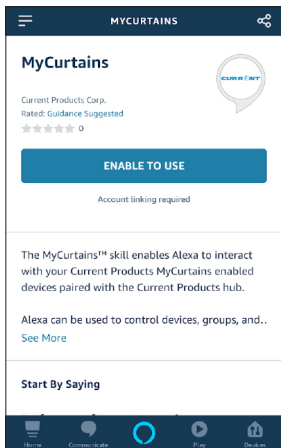 MYCURTAINS
MyCurtains
CURRENT
Current Products Corp.
Rated: Guidance Suggested
0
ENABLE TO USE
Account linking required
The MyCurtains™ skill enables Alexa to interact
with your Current Products MyCurtains enabled
devices paired with the Current Products hub.
Alexa can be used to control devices, groups, and..
See More
Start By Saying
Home Communicate Play Devices